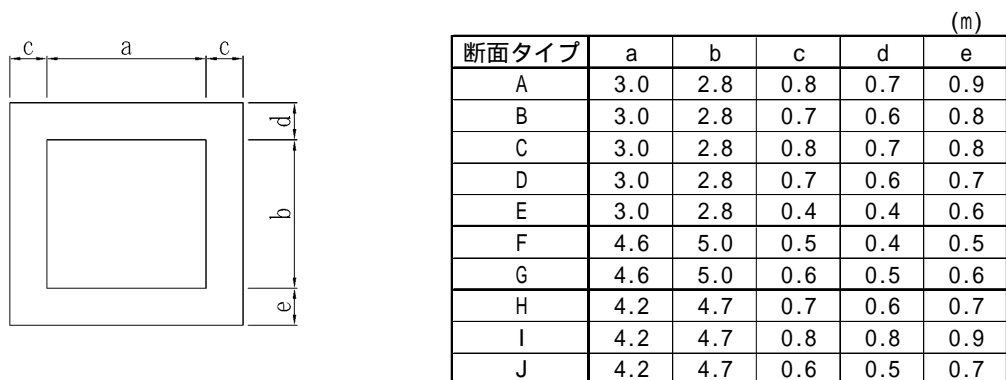 c a c
d
b
e
(m)
断面タイプ a b c d e
A 3.0 2.8 0.8 0.7 0.9
B 3.0 2.8 0.7 0.6 0.8
C 3.0 2.8 0.8 0.7 0.8
D 3.0 2.8 0.7 0.6 0.7
E 3.0 2.8 0.4 0.4 0.6
F 4.6 5.0 0.5 0.4 0.5
G 4.6 5.0 0.6 0.5 0.6
H 4.2 4.7 0.7 0.6 0.7
I 4.2 4.7 0.8 0.8 0.9
J 4.2 4.7 0.6 0.5 0.7